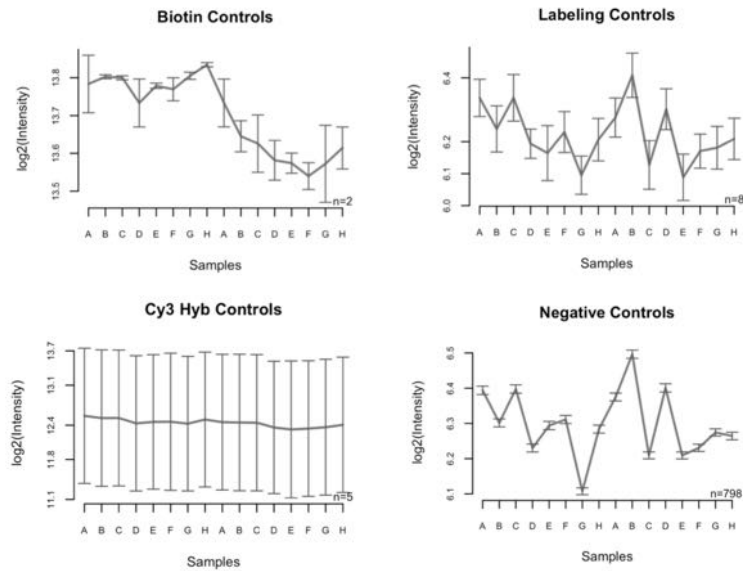 Biotin Controls
log2(Intensity)
13.8
13.7
13.6
13.5
n=2
A B C D E F G H A B C D E F G H
Samples
Labeling Controls
log2(Intensity)
6.4
6.2
6.1
6.0
n=8
A B C D E F G H A B C D E F G H
Samples
Cy3 Hyb Controls
log2(Intensity)
13.7
13.1
12.4
11.8
11.1
n=5
A B C D E F G H A B C D E F G H
Samples
Negative Controls
log2(Intensity)
6.5
6.4
6.3
6.2
6.1
n=798
A B C D E F G H A B C D E F G H
Samples